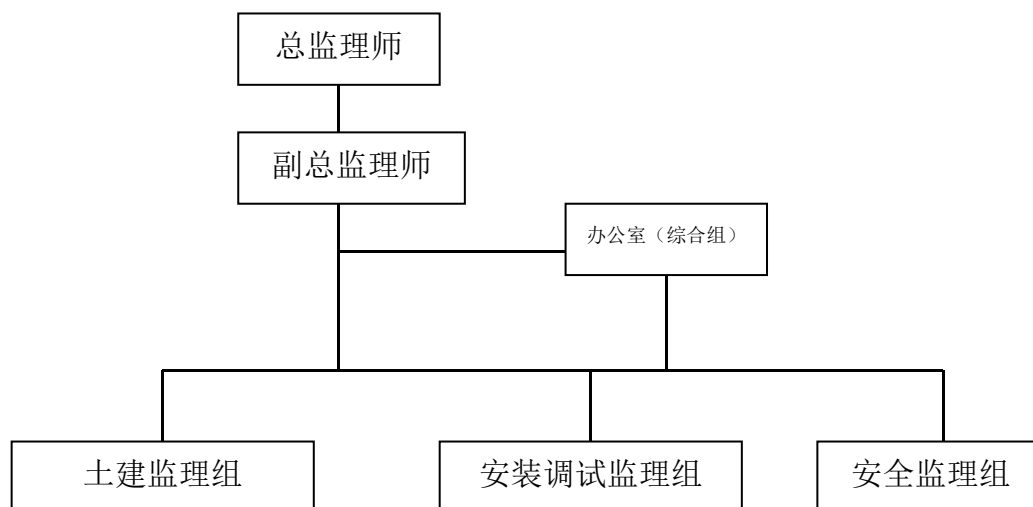 总监理师
副总监理师
办公室（综合组）
土建监理组
安装调试监理组
安全监理组